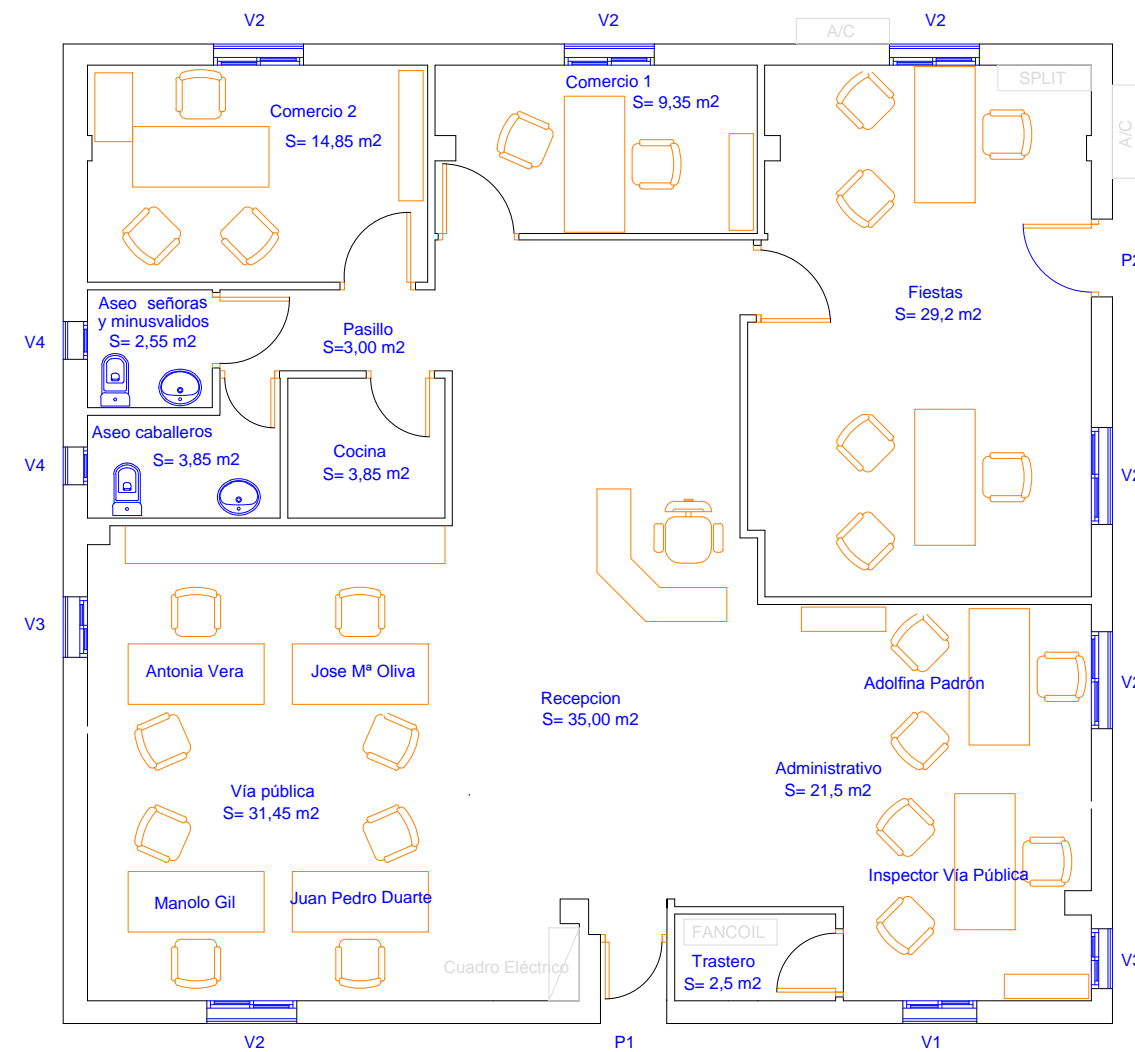 V2
V2
V2
A/C
SPLIT
A/C
Comercio 2
S= 14,85 m2
Comercio 1
S= 9,35 m2
P2
Fiestas
S= 29,2 m2
Aseo señoras
y minusvalidos
S= 2,55 m2
V4
Pasillo
S=3,00 m2
Aseo caballeros
S= 3,85 m2
V4
Cocina
S= 3,85 m2
V2
V3
Antonia Vera
Jose Mª Oliva
Recepcion
S= 35,00 m2
Adolfina Padrón
V2
Vía pública
S= 31,45 m2
Administrativo
S= 21,5 m2
Manolo Gil
Juan Pedro Duarte
Inspector Vía Pública
Cuadro Eléctrico
FANCOIL
Trastero
S= 2,5 m2
V3
V2
P1
V1